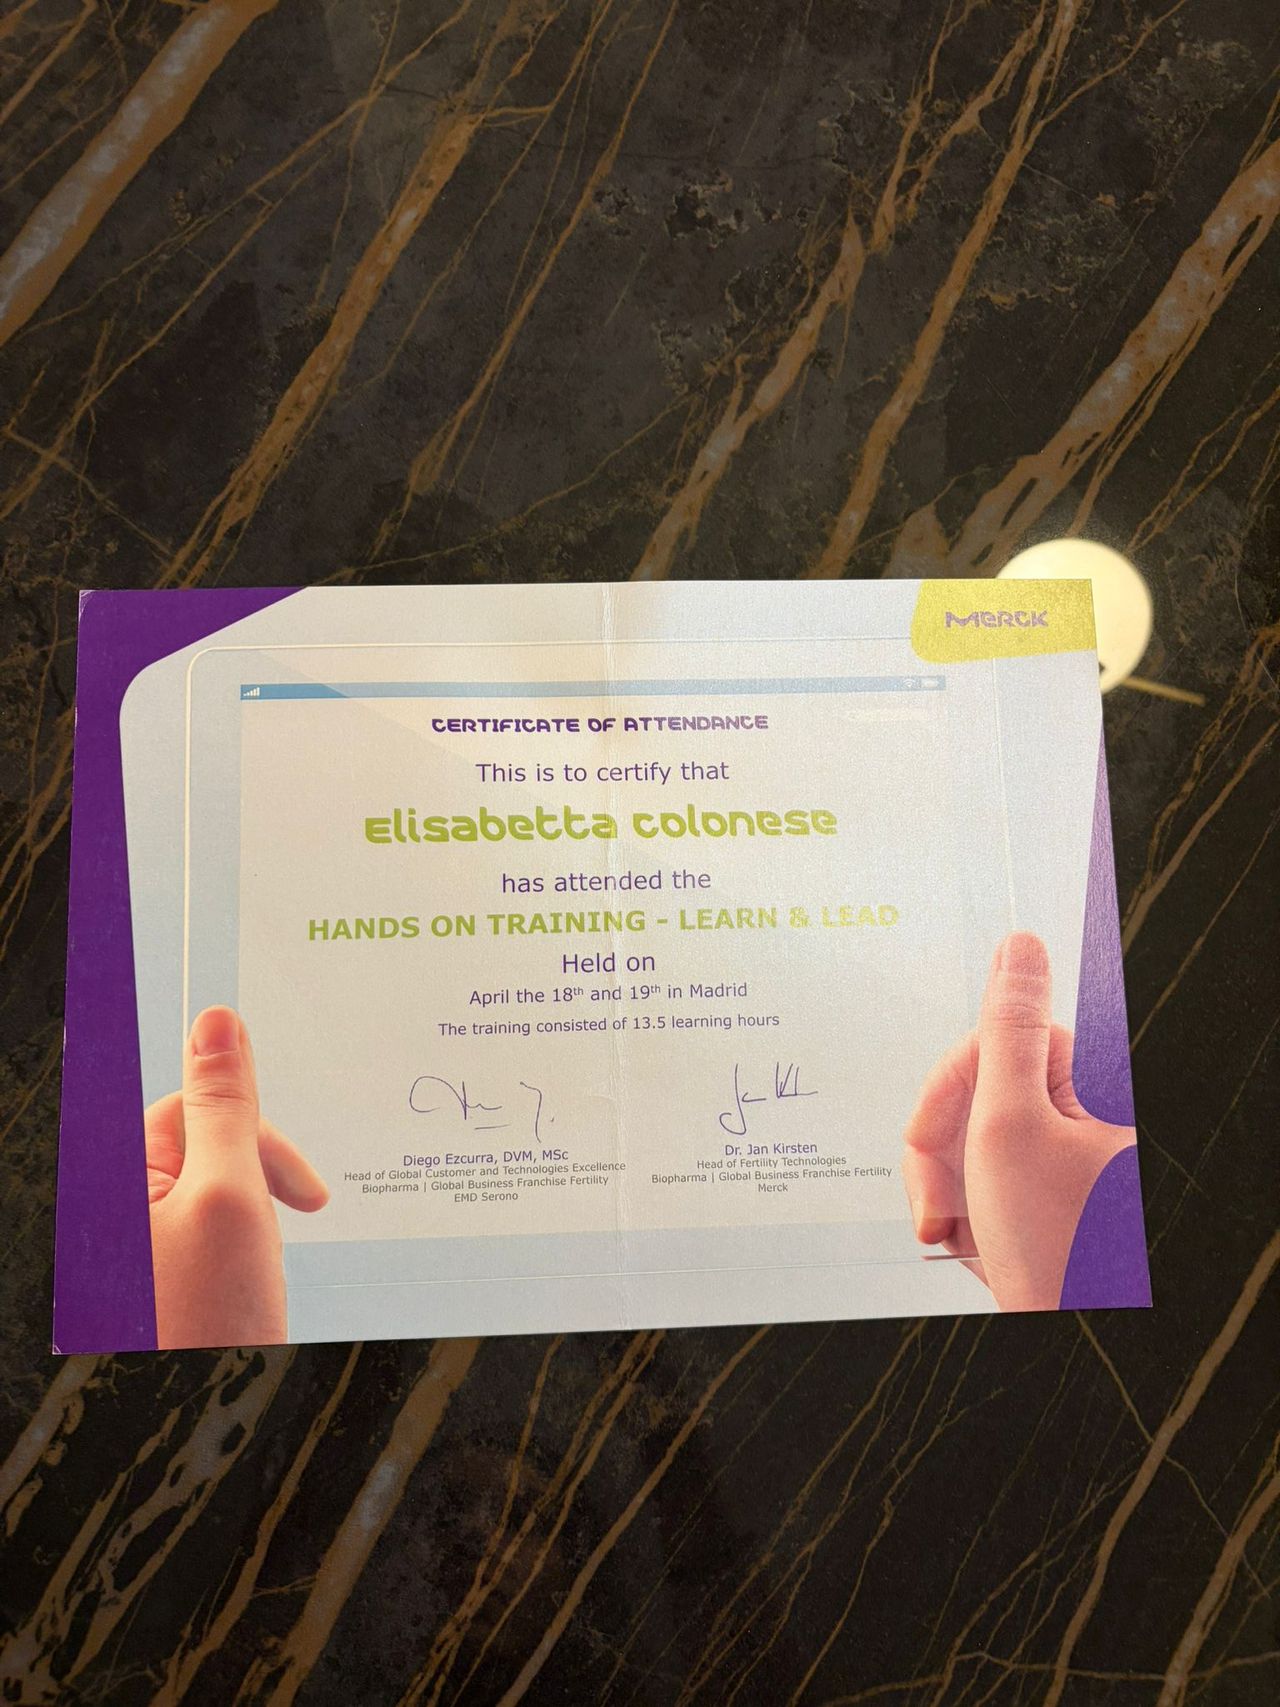 MERCK
CERTIFICATE OF ATTENDANCE
This is to certify that
Elisabetta Colonese
has attended the
HANDS ON TRAINING - LEARN & LEAD
Held on
April the 18th and 19th in Madrid
The training consisted of 13.5 learning hours
Diego Ezcurra, DVM, MSc
Head of Global Customer and Technologies Excellence
Biopharma | Global Business Franchise Fertility
EMD Serono
Dr. Jan Kirsten
Head of Fertility Technologies
Biopharma | Global Business Franchise Fertility
Merck